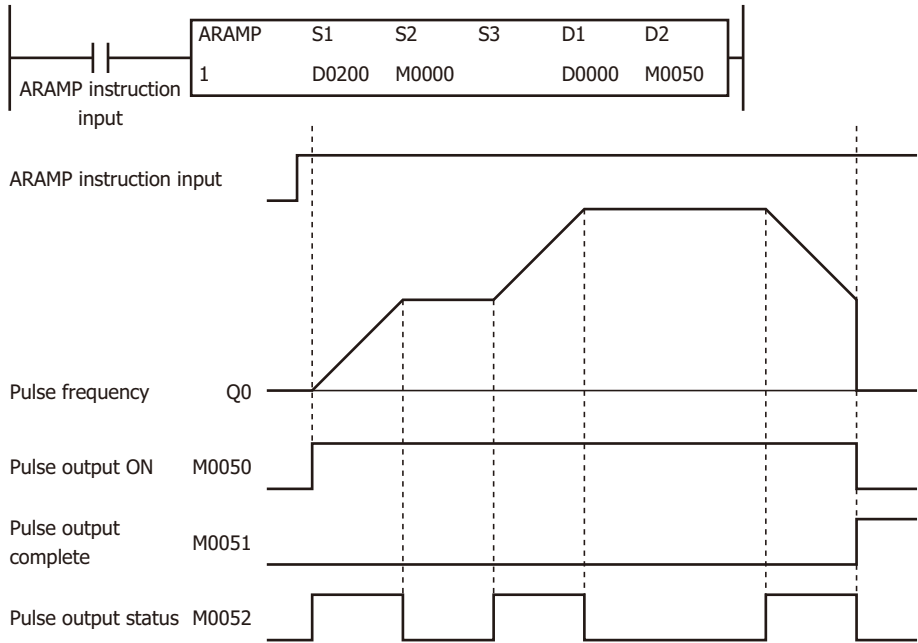 ARAMP S1 S2 S3 D1 D2
1 D0200 M0000 D0000 M0050
ARAMP instruction
input
ARAMP instruction input
Pulse frequency Q0
Pulse output ON M0050
Pulse output
complete M0051
Pulse output status M0052